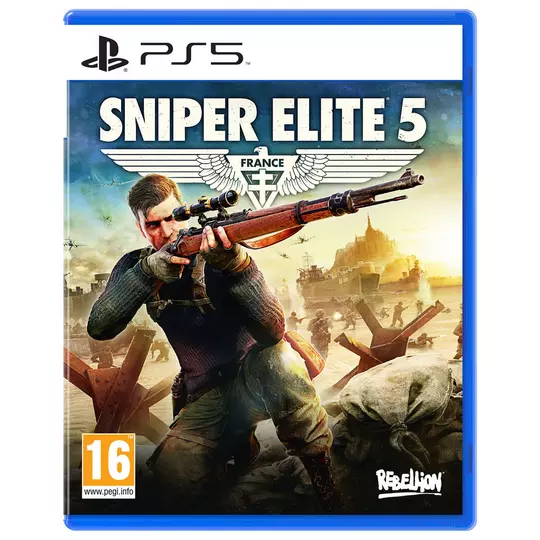 PS5
SNIPER ELITE 5
FRANCE
16
www.pegi.info
REBELLION